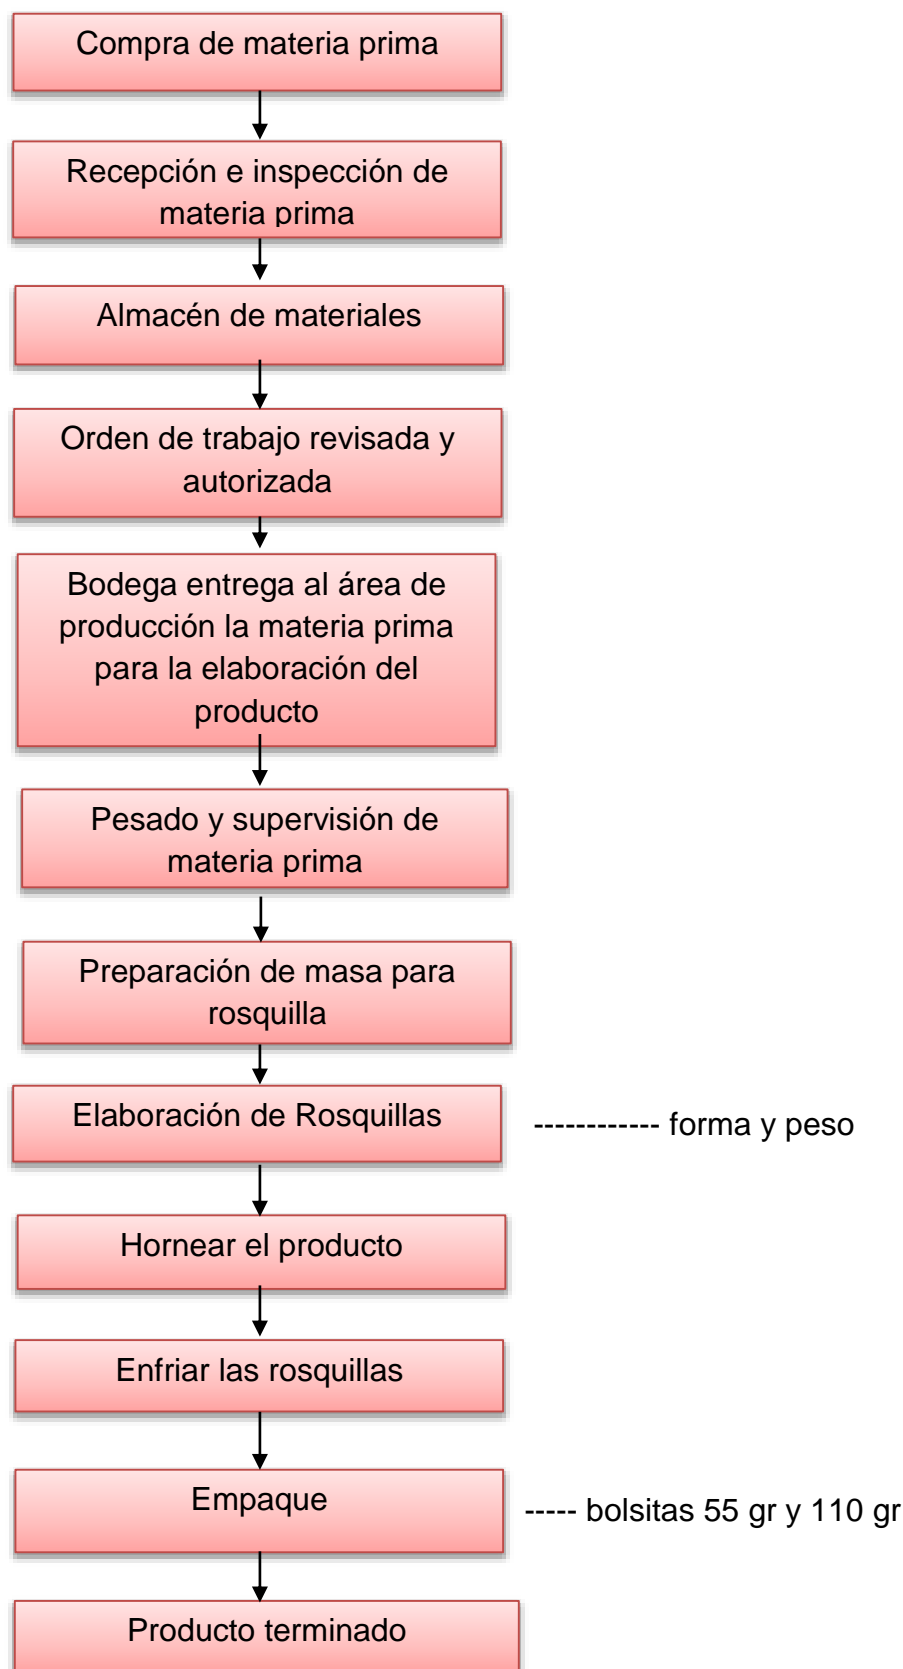 Compra de materia prima
Recepción e inspección de
materia prima
Almacén de materiales
Orden de trabajo revisada y
autorizada
Bodega entrega al área de
producción la materia prima
para la elaboración del
producto
Pesado y supervisión de
materia prima
Preparación de masa para
rosquilla
Elaboración de Rosquillas ------------ forma y peso
Hornear el producto
Enfriar las rosquillas
Empaque ----- bolsitas 55 gr y 110 gr
Producto terminado